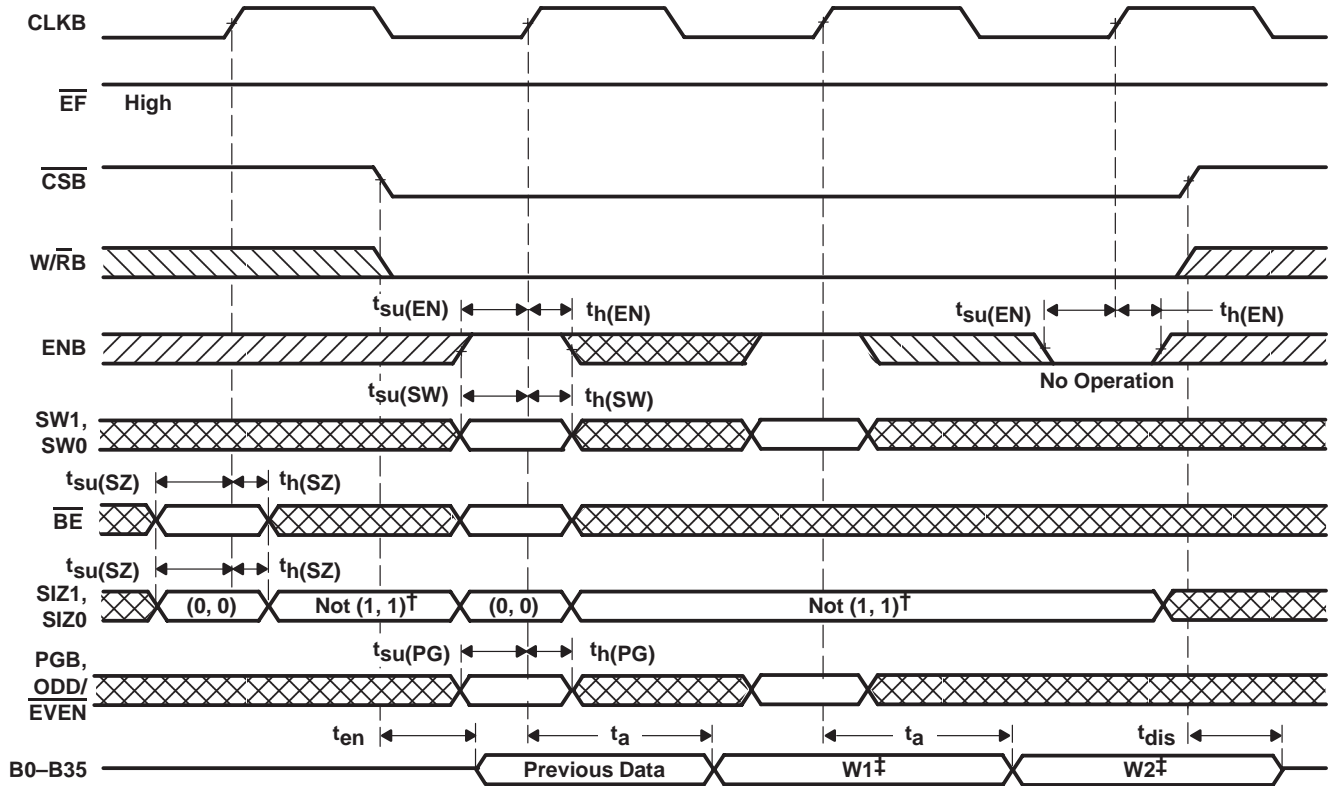 CLKB
EF High
CSB
W/RB
tsu(EN) th(EN) tsu(EN) th(EN)
ENB
No Operation
tsu(SW) th(SW)
SW1,
SW0
tsu(SZ) th(SZ)
BE
tsu(SZ) th(SZ)
SIZ1,
SIZ0
(0, 0) Not (1, 1)† (0, 0) Not (1, 1)†
tsu(PG) th(PG)
PGB,
ODD/
EVEN
ten ta ta tdis
B0–B35 Previous Data W1‡ W2‡